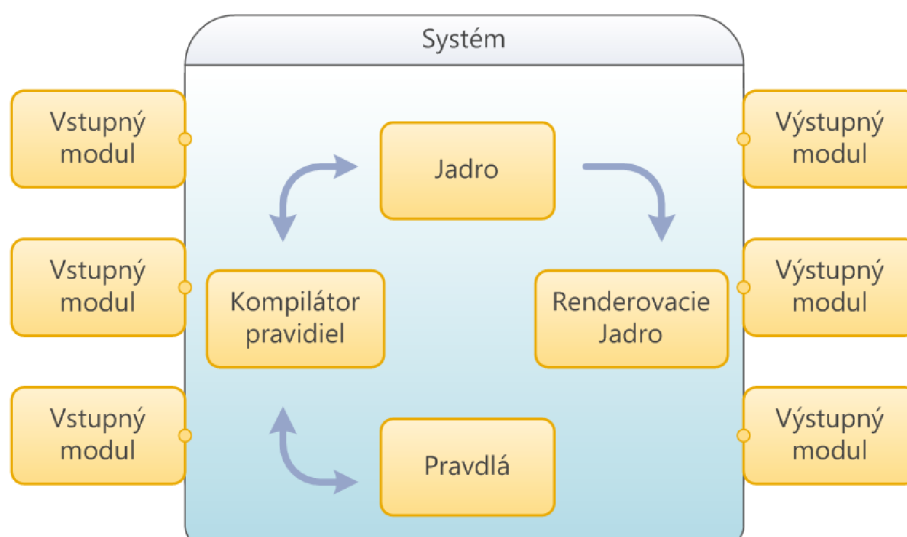 Systém
Vstupný
modul
Jadro
Výstupný
modul
Vstupný
modul
Kompilátor
pravidiel
Renderovacie
Jadro
Výstupný
modul
Vstupný
modul
Pravdlá
Výstupný
modul